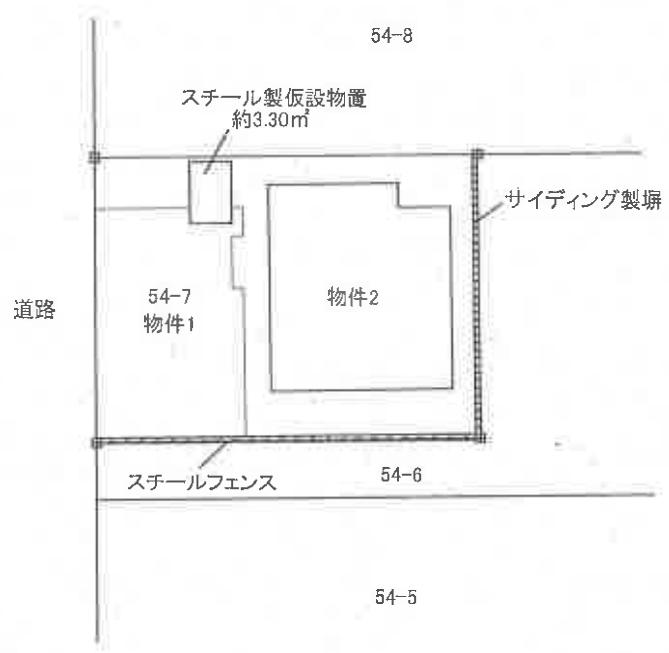 54-8
スチール製仮設物置
約3.30㎡
サイディング製塀
道路
54-7
物件1
物件2
スチールフェンス
54-6
54-5